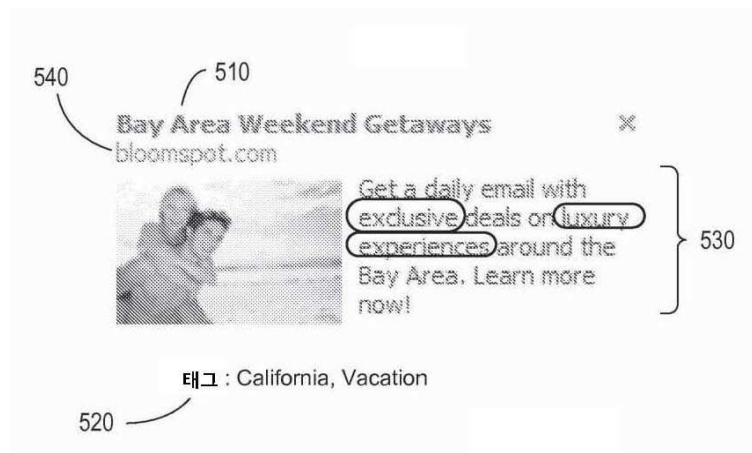 540
510
Bay Area Weekend Getaways ×
bloomspot.com
Get a daily email with
exclusive deals on luxury
experiences around the
Bay Area. Learn more
now!
530
태그 : California, Vacation
520